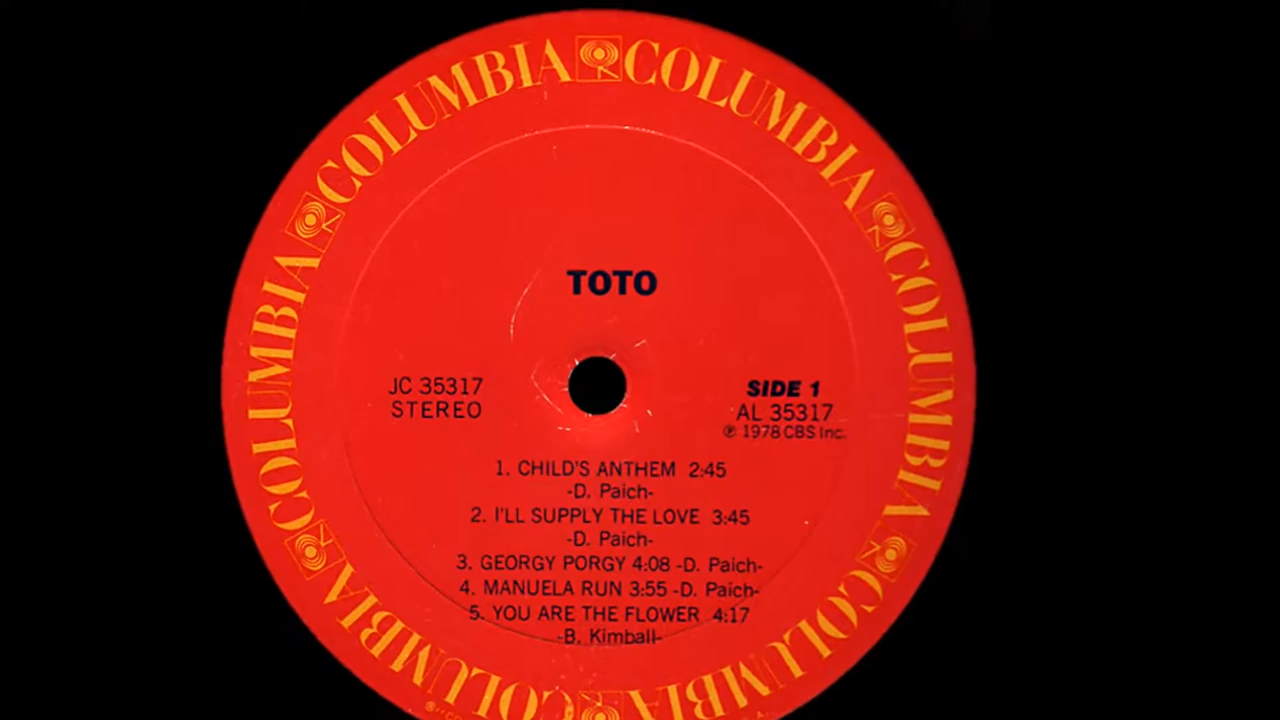 COLUMBIA COLUMBIA COLUMBIA COLUMBIA COLUMBIA COLUMBIA
TOTO
JC 35317
STEREO
SIDE 1
AL 35317
℗ 1978 CBS Inc.
1. CHILD'S ANTHEM 2:45
-D. Paich-
2. I'LL SUPPLY THE LOVE 3:45
-D. Paich-
3. GEORGY PORGY 4:08 -D. Paich-
4. MANUELA RUN 3:55 -D. Paich-
5. YOU ARE THE FLOWER 4:17
-B. Kimball-